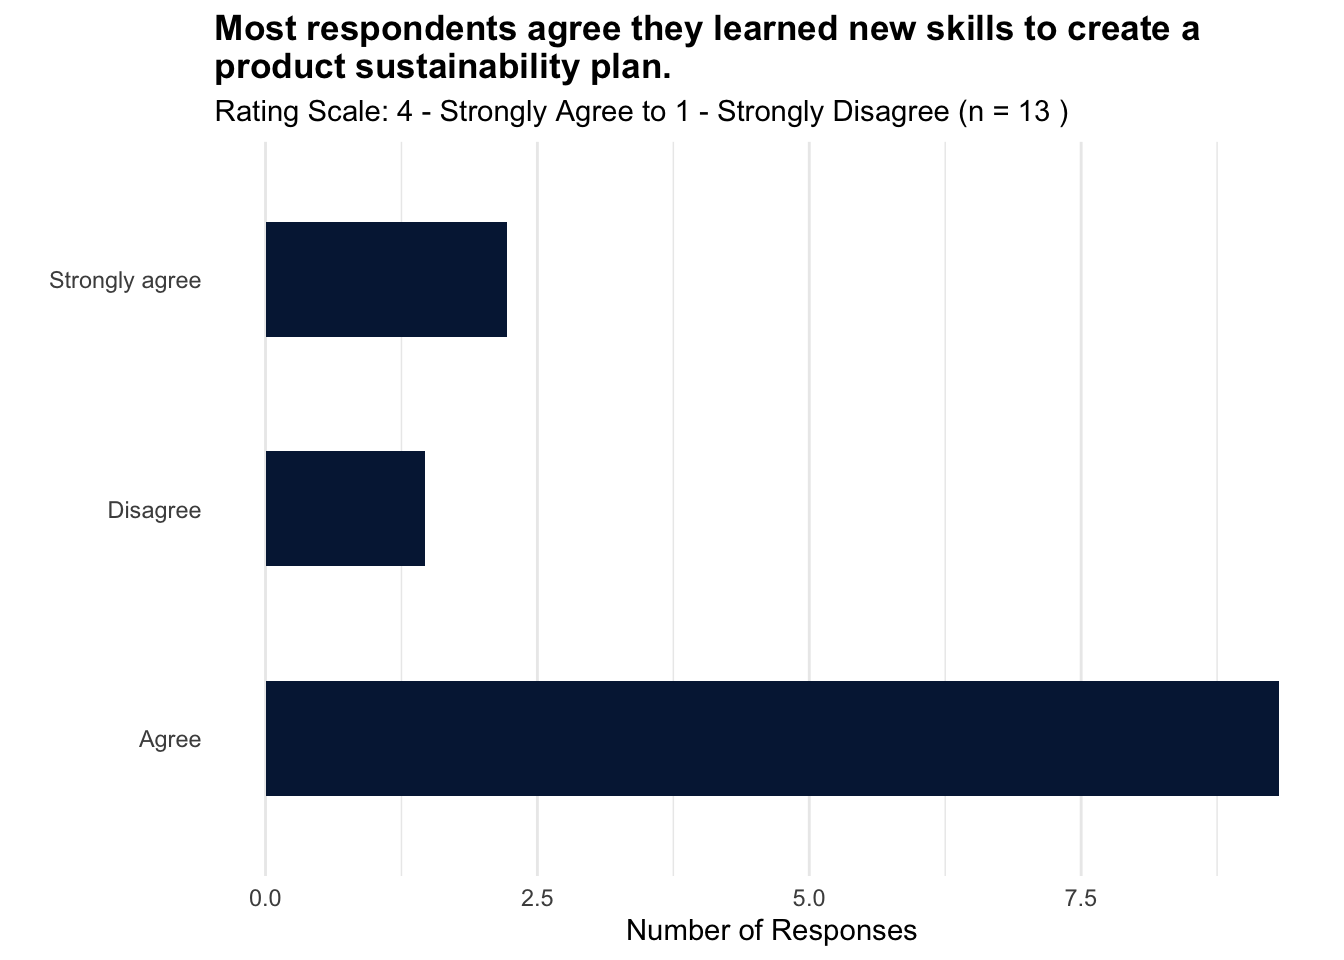 Most respondents agree they learned new skills to create a
product sustainability plan.
Rating Scale: 4 - Strongly Agree to 1 - Strongly Disagree (n = 13 )
Strongly agree
Disagree
Agree
0.0 2.5 5.0 7.5
Number of Responses